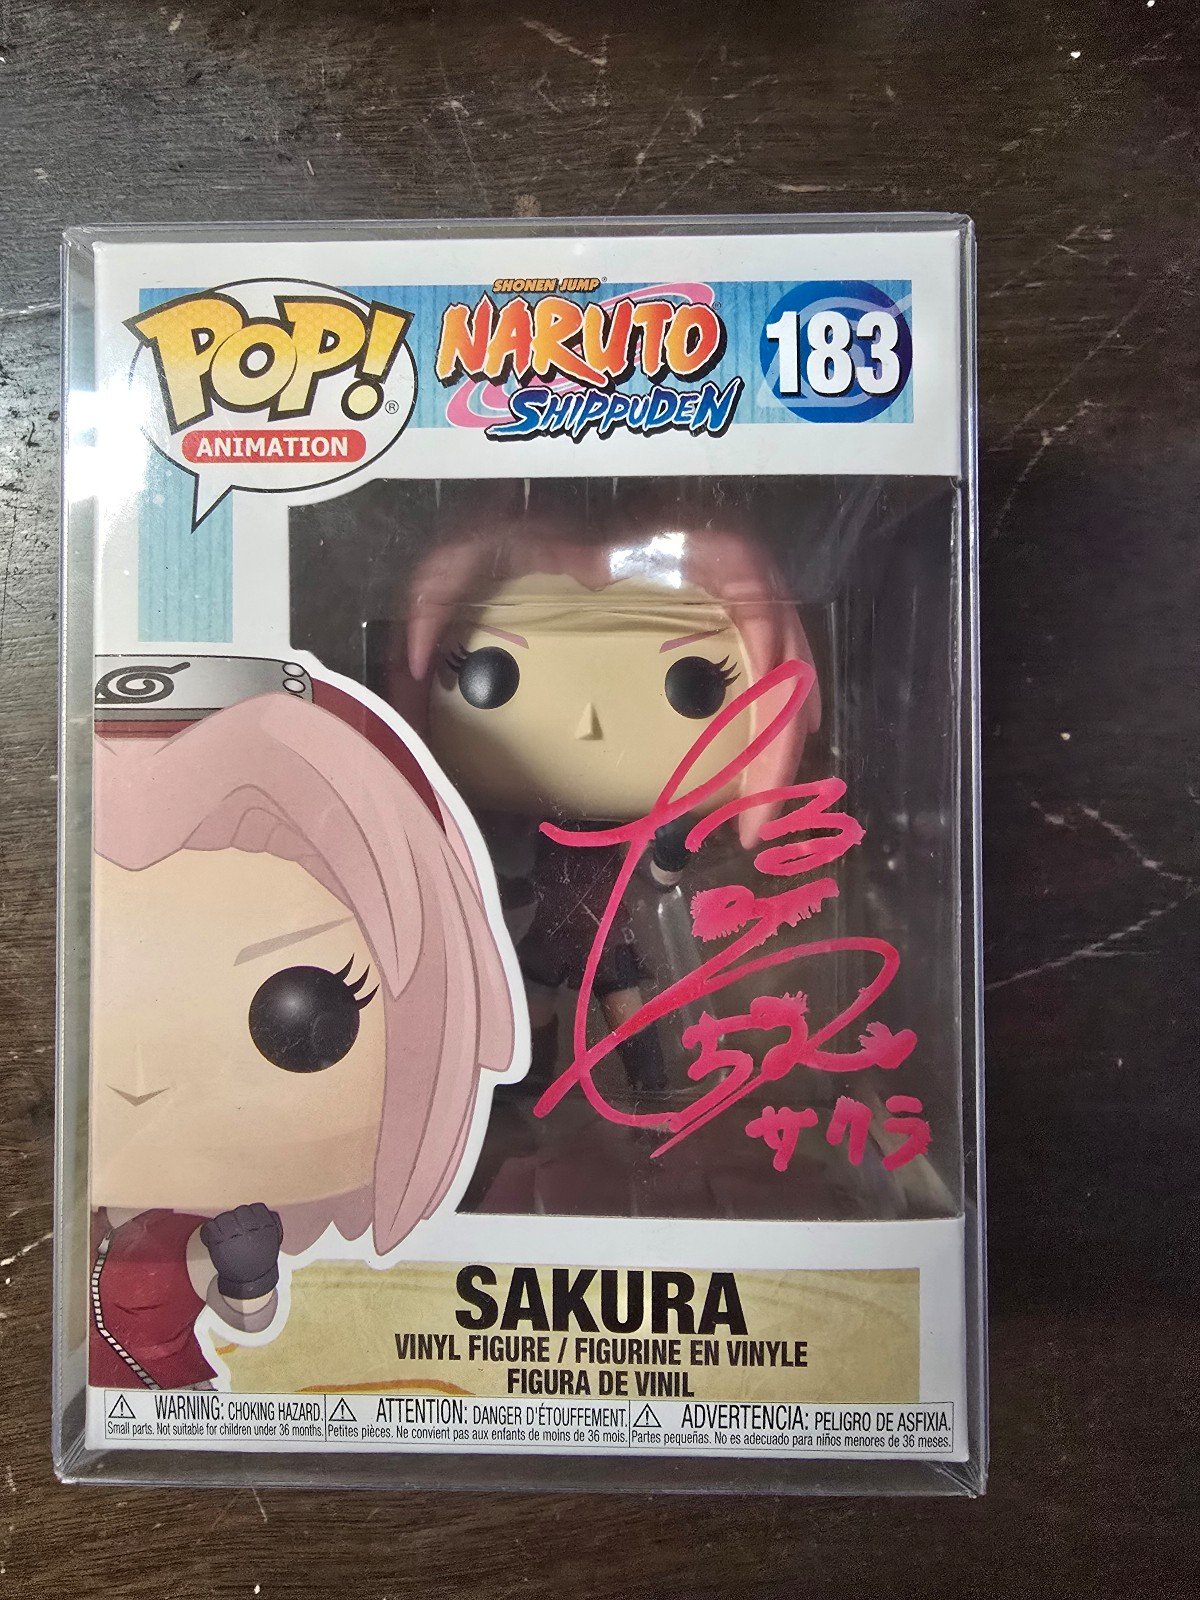 POP!®
ANIMATION
SHONEN JUMP®
NARUTO
SHIPPUDEN
183
サクラ
SAKURA
VINYL FIGURE / FIGURINE EN VINYLE
FIGURA DE VINIL
WARNING: CHOKING HAZARD.
Small parts. Not suitable for children under 36 months.
ATTENTION: DANGER D'ÉTOUFFEMENT.
Petites pièces. Ne convient pas aux enfants de moins de 36 mois.
ADVERTENCIA: PELIGRO DE ASFIXIA.
Partes pequeñas. No es adecuado para niños menores de 36 meses.